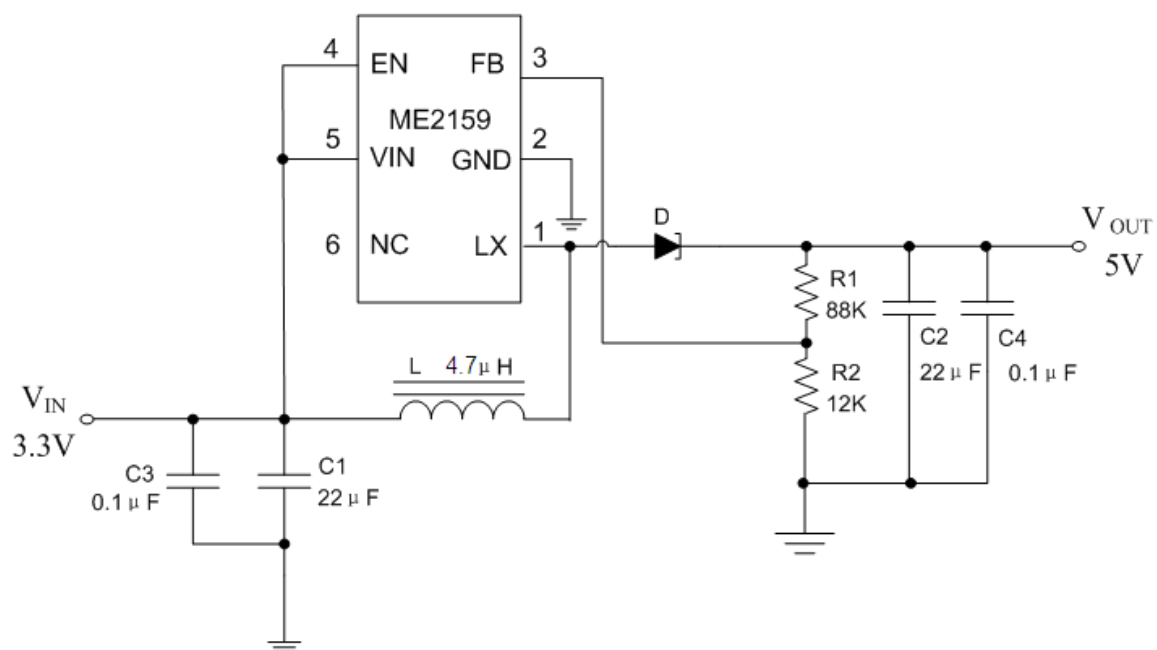 4
EN
FB
3
ME2159
5
VIN
GND
2
6
NC
LX
1
D
V OUT
5V
R1
88K
C2
22μF
C4
0.1μF
R2
12K
L 4.7μH
VIN
3.3V
C3
0.1μF
C1
22μF